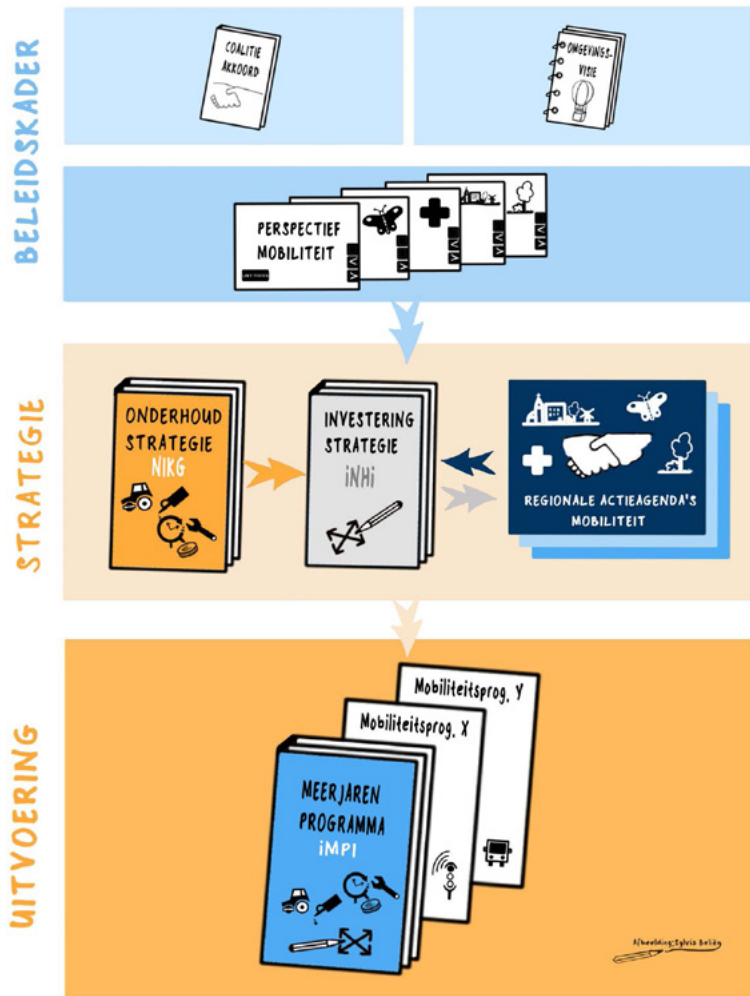 BELEIDSKADER
COALITIE
AKKOORD
OMGEVINGS-
VISIE
PERSPECTIEF
MOBILITEIT
STRATEGIE
ONDERHOUD
STRATEGIE
NIKG
INVESTERING
STRATEGIE
iNHi
REGIONALE ACTIEAGENDA'S
MOBILITEIT
UITVOERING
Mobiliteitsprog. Y
Mobiliteitsprog. X
MEERJAREN
PROGRAMMA
iMPI
Afbeelding: Sylvia